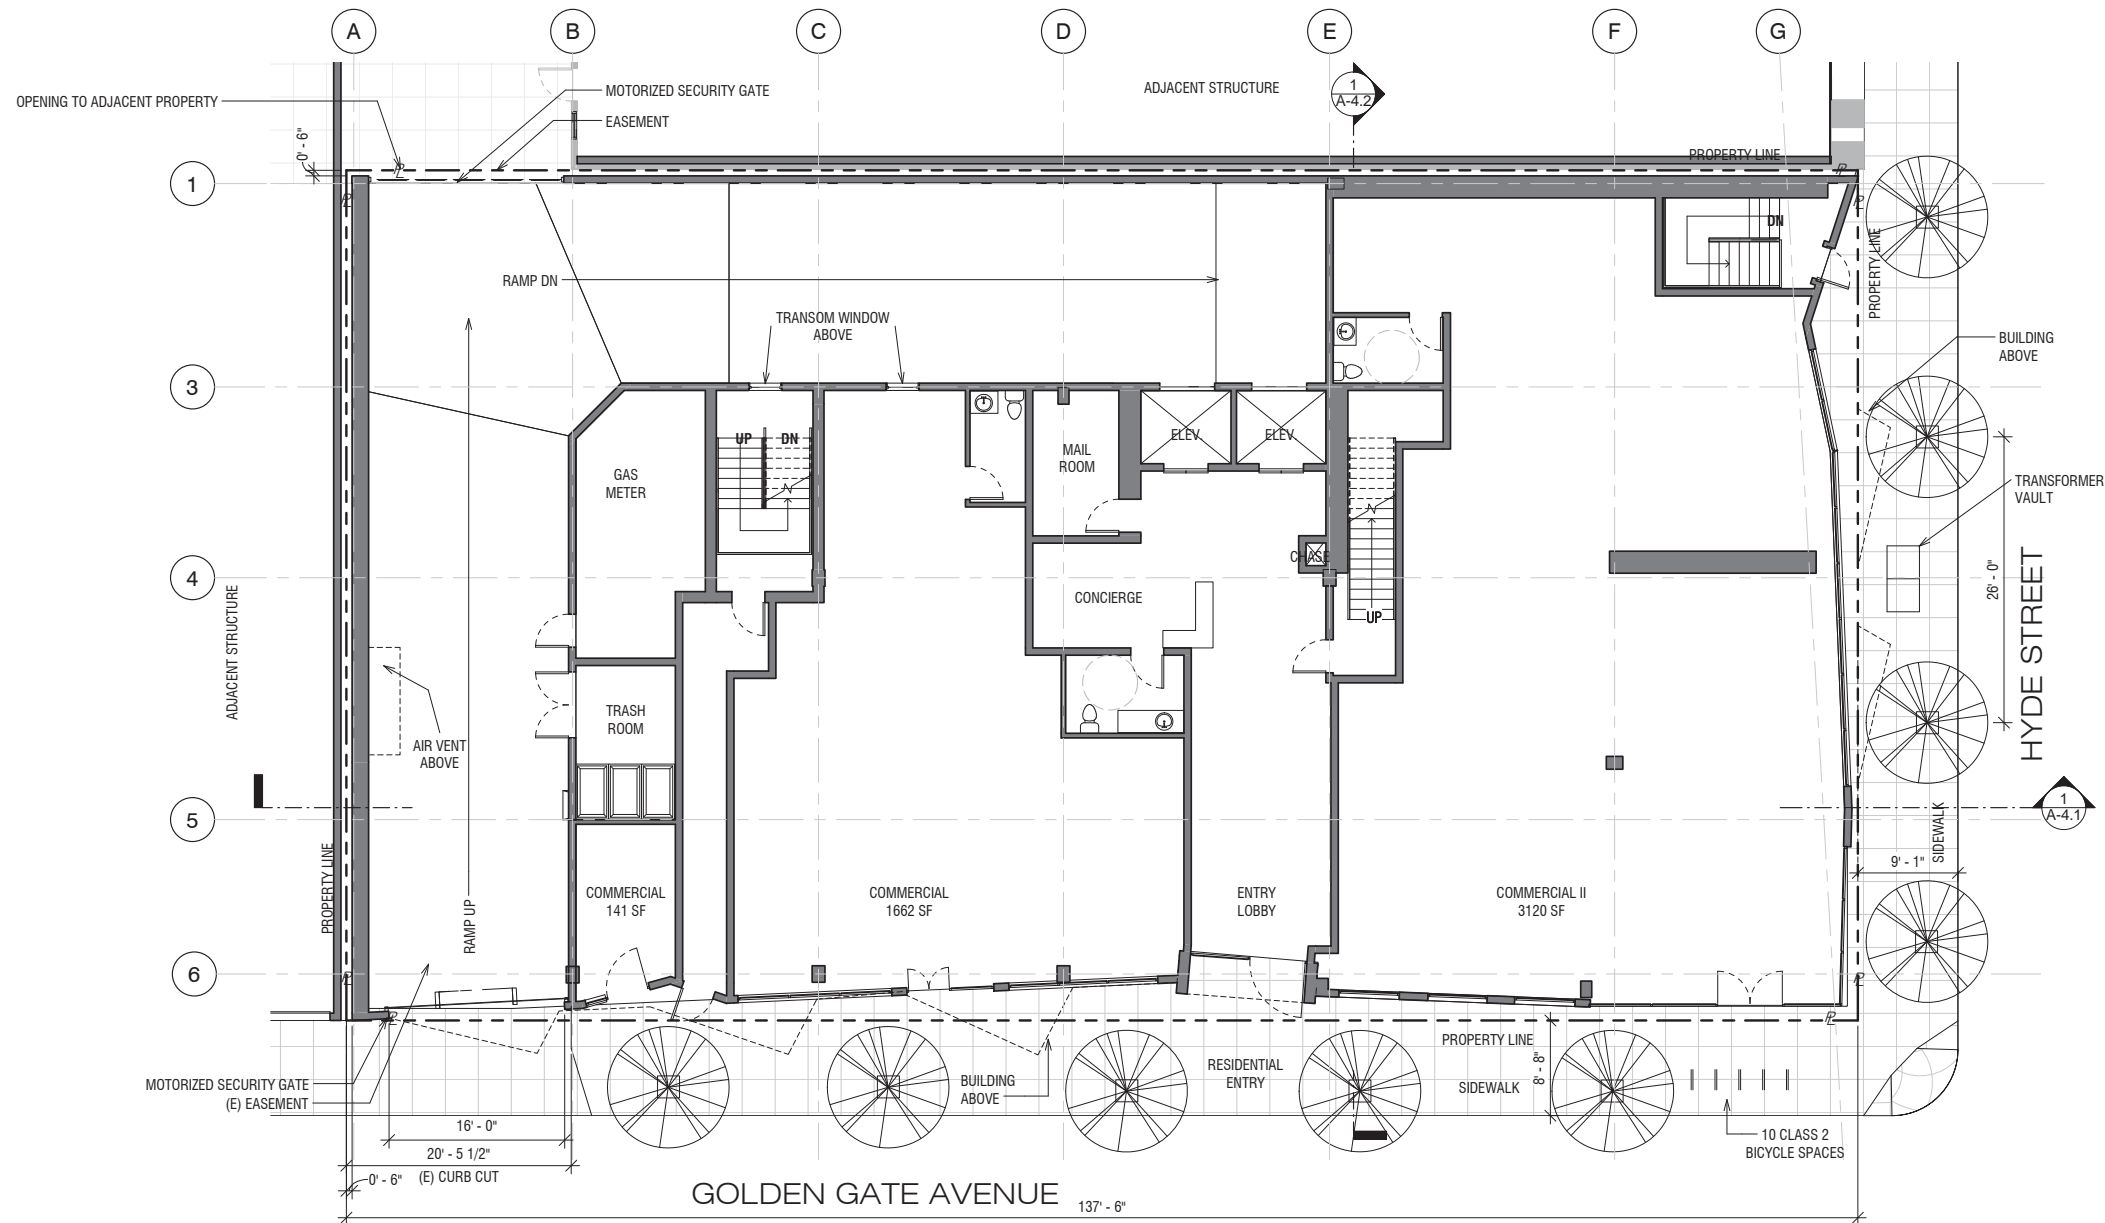 A
B
C
D
E
F
G
OPENING TO ADJACENT PROPERTY
MOTORIZED SECURITY GATE
EASEMENT
ADJACENT STRUCTURE
1
A-4.2
0' - 6"
PROPERTY LINE
1
DN
PROPERTY LINE
RAMP DN
TRANSOM WINDOW
ABOVE
BUILDING
ABOVE
3
UP
DN
ELEV
ELEV
GAS
METER
MAIL
ROOM
TRANSFORMER
VAULT
CHASE
4
ADJACENT STRUCTURE
CONCIERGE
UP
26' - 0"
HYDE STREET
TRASH
ROOM
AIR VENT
ABOVE
5
1
A-4.1
SIDEWALK
9' - 1"
PROPERTY LINE
RAMP UP
COMMERCIAL
141 SF
COMMERCIAL
1662 SF
ENTRY
LOBBY
COMMERCIAL II
3120 SF
6
PROPERTY LINE
MOTORIZED SECURITY GATE
(E) EASEMENT
BUILDING
ABOVE
RESIDENTIAL
ENTRY
SIDEWALK
8' - 8"
16' - 0"
20' - 5 1/2"
(E) CURB CUT
0' - 6"
10 CLASS 2
BICYCLE SPACES
GOLDEN GATE AVENUE
137' - 6"